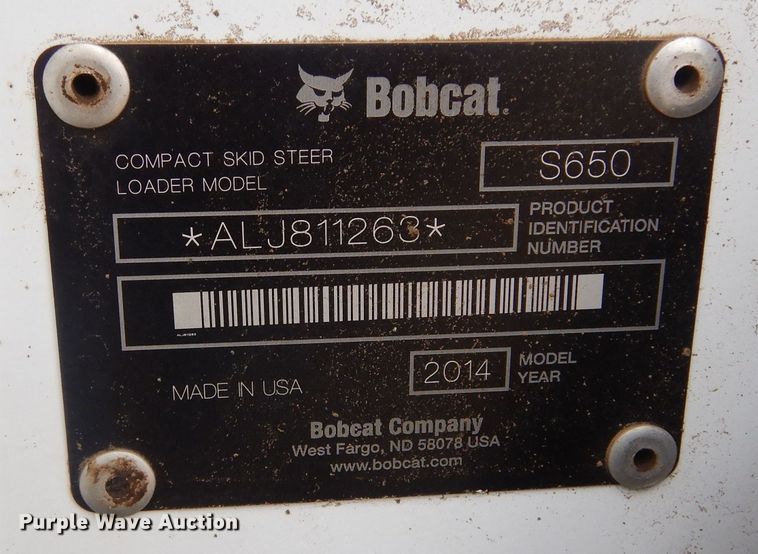 Bobcat.
COMPACT SKID STEER
LOADER MODEL
S650
*ALJ811263*
PRODUCT
IDENTIFICATION
NUMBER
ALJ811263
MADE IN USA
2014
MODEL
YEAR
Bobcat Company
West Fargo, ND 58078 USA
www.bobcat.com
Purple Wave Auction